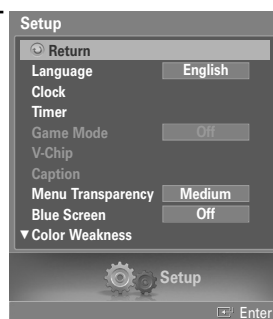 Setup
Return
Language English
Clock
Timer
Game Mode Off
V-Chip
Caption
Menu Transparency Medium
Blue Screen Off
▼Color Weakness
Setup
Enter